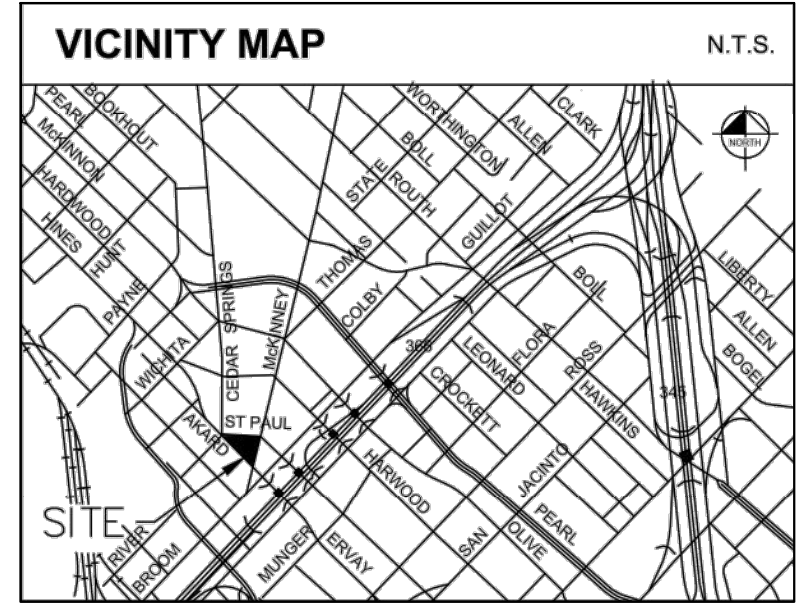 VICINITY MAP
N.T.S.
NORTH
BOOKHOUT
PEARL
McKINNON
HARDWOOD
HINES
HUNT
PAYNE
WICHITA
CEDAR SPRINGS
McKINNEY
THOMAS
COLBY
STATE
ROUTH
BOLL
WORTHINGTON
ALLEN
CLARK
GUILLOT
BOLL
LIBERTY
ALLEN
BOGEL
366
LEONARD
FLORA
ROSS
345
CROCKETT
HAWKINS
ST PAUL
AKARD
HARWOOD
JACINTO
SAN
PEARL
OLIVE
SITE
RIVER
BROOM
MUNGER
ERVAY